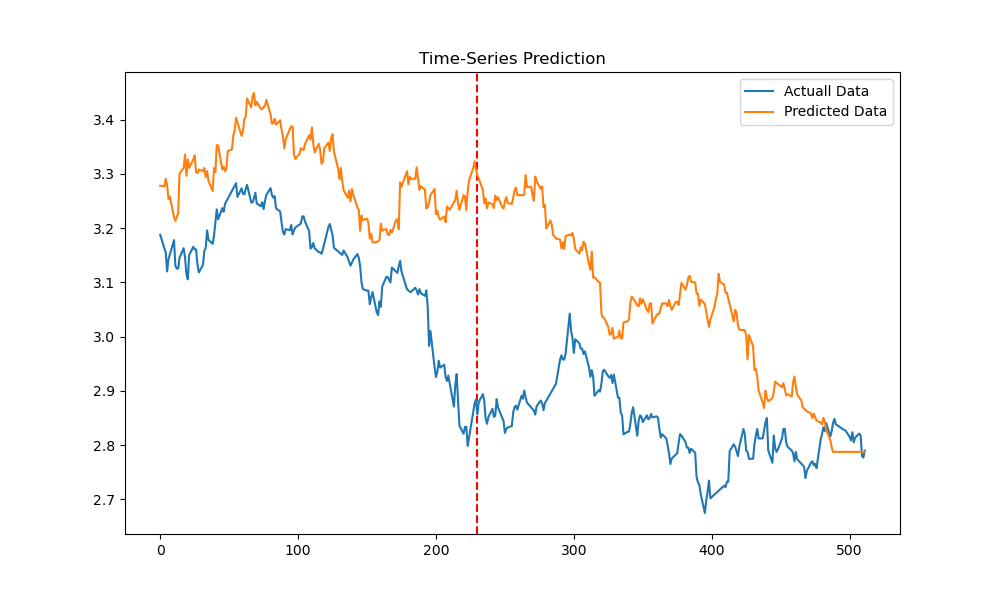 Time-Series Prediction
Actuall Data
Predicted Data
3.4
3.3
3.2
3.1
3.0
2.9
2.8
2.7
0 100 200 300 400 500